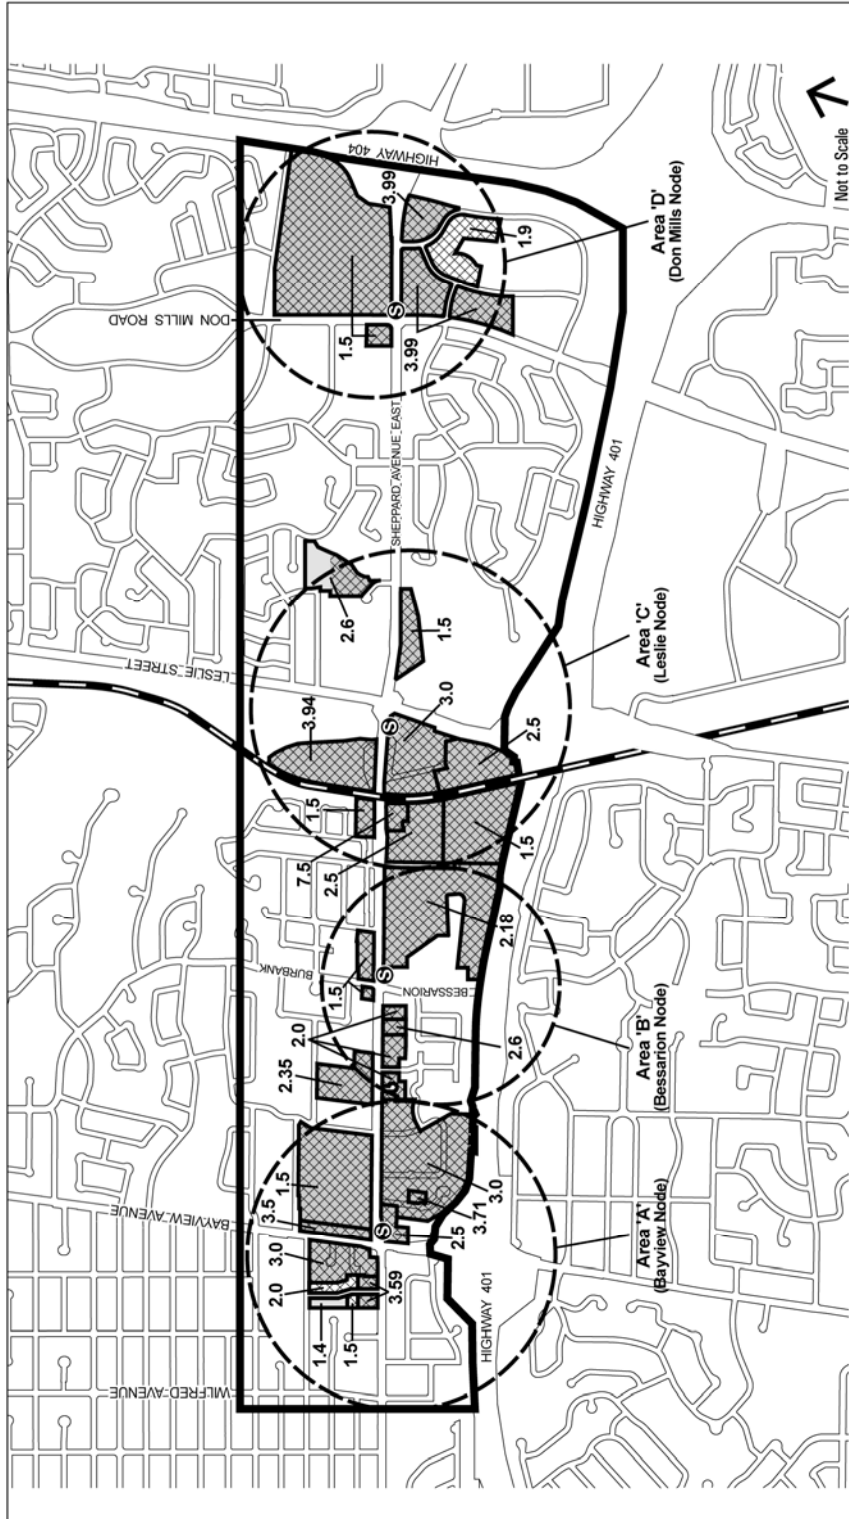 Not to Scale
HIGHWAY 404
3.99
1.9
Area 'D'
(Don Mills Node)
DON MILLS ROAD
S
1.5
3.99
SHEPPARD AVENUE EAST
HIGHWAY 401
2.6
1.5
Area 'C'
(Leslie Node)
LESLIE STREET
3.94
S
3.0
2.5
1.5
7.5
2.5
1.5
2.18
BURBANK
S
1.5
BESSARION
2.0
2.6
2.35
Area 'B'
(Bessarion Node)
BAYVIEW AVENUE
1.5
3.5
3.0
3.71
2.5
S
3.0
2.0
3.59
1.4
1.5
Area 'A'
(Bayview Node)
HIGHWAY 401
WILFRED AVENUE